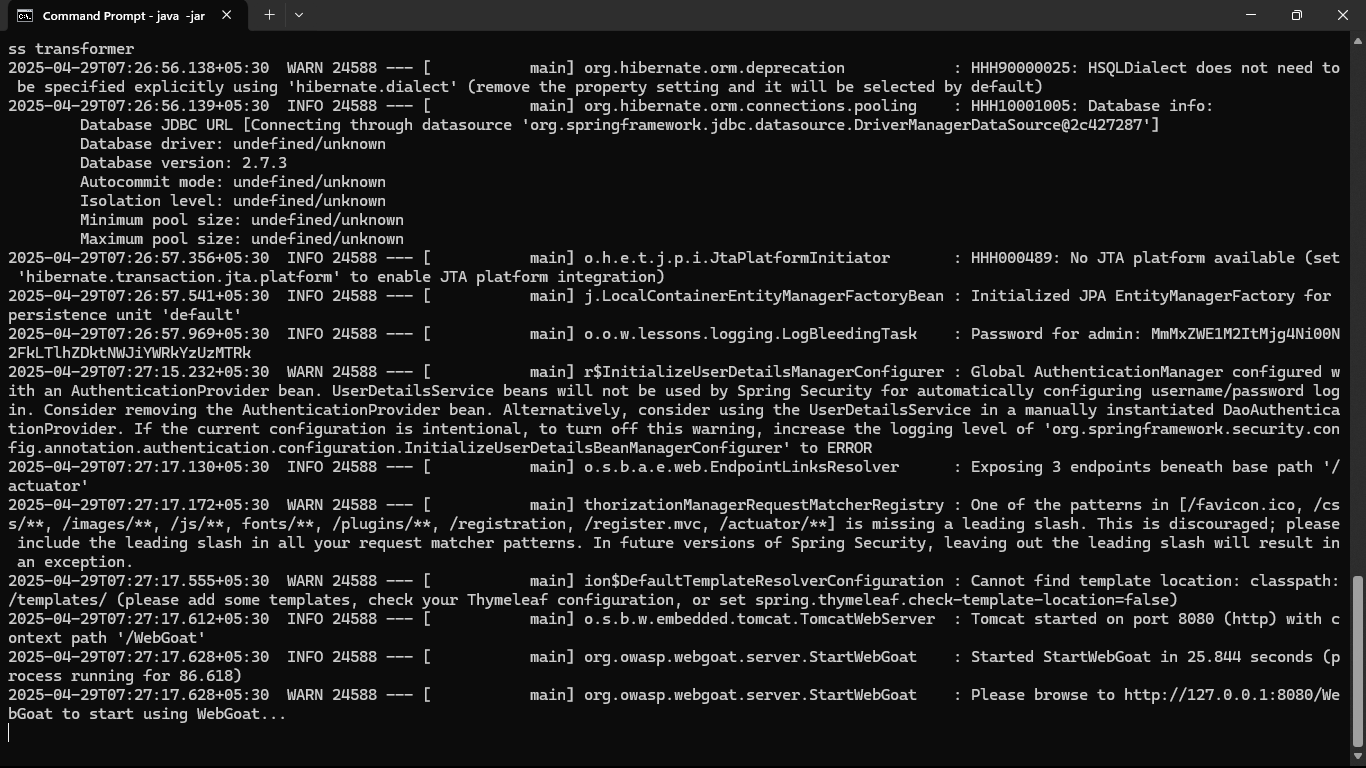 Command Prompt - java -jar
ss transformer
2025-04-29T07:26:56.138+05:30  WARN 24588 --- [           main] org.hibernate.orm.deprecation            : HHH90000025: HSQLDialect does not need to
 be specified explicitly using 'hibernate.dialect' (remove the property setting and it will be selected by default)
2025-04-29T07:26:56.139+05:30  INFO 24588 --- [           main] org.hibernate.orm.connections.pooling    : HHH10001005: Database info:
        Database JDBC URL [Connecting through datasource 'org.springframework.jdbc.datasource.DriverManagerDataSource@2c427287']
        Database driver: undefined/unknown
        Database version: 2.7.3
        Autocommit mode: undefined/unknown
        Isolation level: undefined/unknown
        Minimum pool size: undefined/unknown
        Maximum pool size: undefined/unknown
2025-04-29T07:26:57.356+05:30  INFO 24588 --- [           main] o.h.e.t.j.p.i.JtaPlatformInitiator       : HHH000489: No JTA platform available (set
 'hibernate.transaction.jta.platform' to enable JTA platform integration)
2025-04-29T07:26:57.541+05:30  INFO 24588 --- [           main] j.LocalContainerEntityManagerFactoryBean : Initialized JPA EntityManagerFactory for
persistence unit 'default'
2025-04-29T07:26:57.969+05:30  INFO 24588 --- [           main] o.o.w.lessons.logging.LogBleedingTask    : Password for admin: MmMxZWE1M2ItMjg4Ni00N
2FkLTlhZDktNWJiYWRkYzUzMTRk
2025-04-29T07:27:15.232+05:30  WARN 24588 --- [           main] r$InitializeUserDetailsManagerConfigurer : Global AuthenticationManager configured w
ith an AuthenticationProvider bean. UserDetailsService beans will not be used by Spring Security for automatically configuring username/password log
in. Consider removing the AuthenticationProvider bean. Alternatively, consider using the UserDetailsService in a manually instantiated DaoAuthentica
tionProvider. If the current configuration is intentional, to turn off this warning, increase the logging level of 'org.springframework.security.con
fig.annotation.authentication.configuration.InitializeUserDetailsBeanManagerConfigurer' to ERROR
2025-04-29T07:27:17.130+05:30  INFO 24588 --- [           main] o.s.b.a.e.web.EndpointLinksResolver      : Exposing 3 endpoints beneath base path '/
actuator'
2025-04-29T07:27:17.172+05:30  WARN 24588 --- [           main] thorizationManagerRequestMatcherRegistry : One of the patterns in [/favicon.ico, /cs
s/**, /images/**, /js/**, fonts/**, /plugins/**, /registration, /register.mvc, /actuator/**] is missing a leading slash. This is discouraged; please
 include the leading slash in all your request matcher patterns. In future versions of Spring Security, leaving out the leading slash will result in
 an exception.
2025-04-29T07:27:17.555+05:30  WARN 24588 --- [           main] ion$DefaultTemplateResolverConfiguration : Cannot find template location: classpath:
/templates/ (please add some templates, check your Thymeleaf configuration, or set spring.thymeleaf.check-template-location=false)
2025-04-29T07:27:17.612+05:30  INFO 24588 --- [           main] o.s.b.w.embedded.tomcat.TomcatWebServer  : Tomcat started on port 8080 (http) with c
ontext path '/WebGoat'
2025-04-29T07:27:17.628+05:30  INFO 24588 --- [           main] org.owasp.webgoat.server.StartWebGoat    : Started StartWebGoat in 25.844 seconds (p
rocess running for 86.618)
2025-04-29T07:27:17.628+05:30  WARN 24588 --- [           main] org.owasp.webgoat.server.StartWebGoat    : Please browse to http://127.0.0.1:8080/We
bGoat to start using WebGoat...